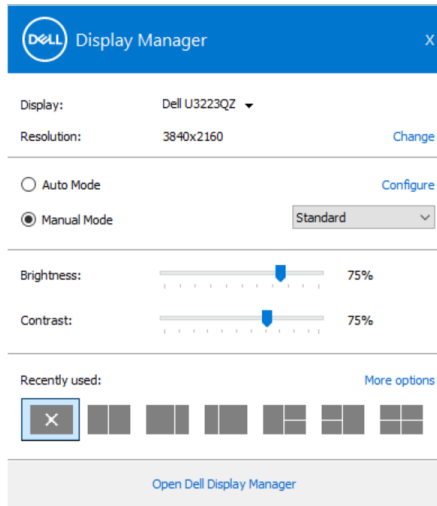 DELL Display Manager X
Display: Dell U3223QZ
Resolution: 3840x2160 Change
Auto Mode Configure
Manual Mode Standard
Brightness: 75%
Contrast: 75%
Recently used: More options
Open Dell Display Manager